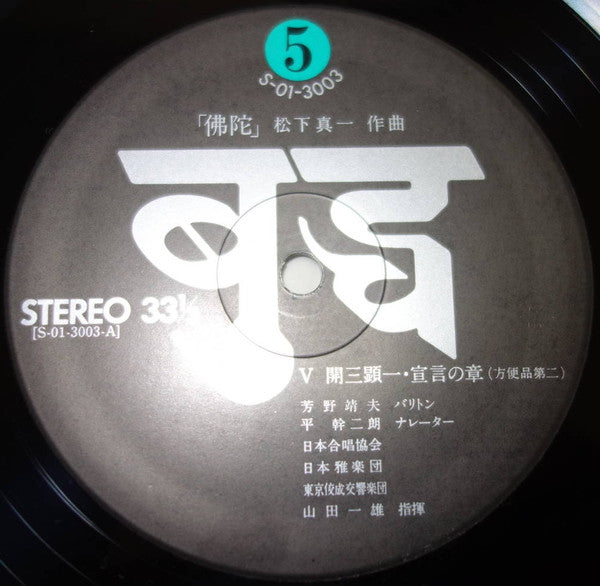 5
S-01-3003
「佛陀」 松下真一 作曲
बुद्ध
STEREO 33⅓
[S-01-3003-A]
V 開三顕一・宣言の章 (方便品第二)
芳野靖夫 バリトン
平 幹二朗 ナレーター
日本合唱協会
日本雅楽団
東京佼成交響楽団
山田一雄 指揮